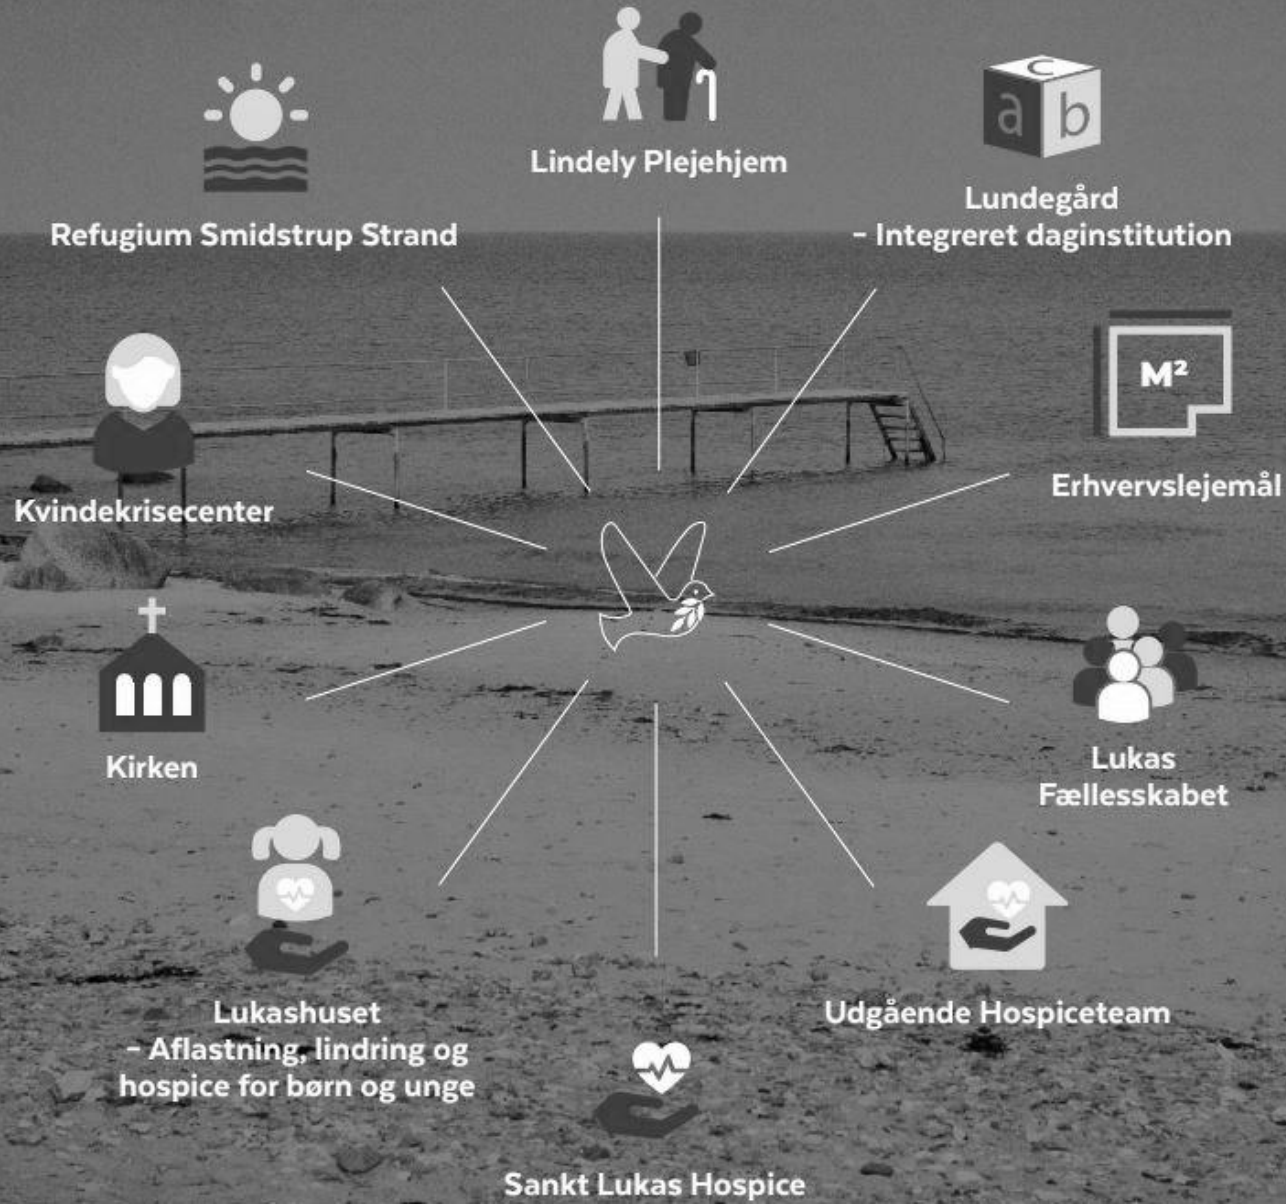 Lindely Plejehjem
Lundegård
– Integreret daginstitution
c
a
b
Refugium Smidstrup Strand
M²
Erhvervslejemål
Kvindekrisecenter
Kirken
Lukas
Fællesskabet
Lukashuset
– Aflastning, lindring og
hospice for børn og unge
Udgående Hospiceteam
Sankt Lukas Hospice